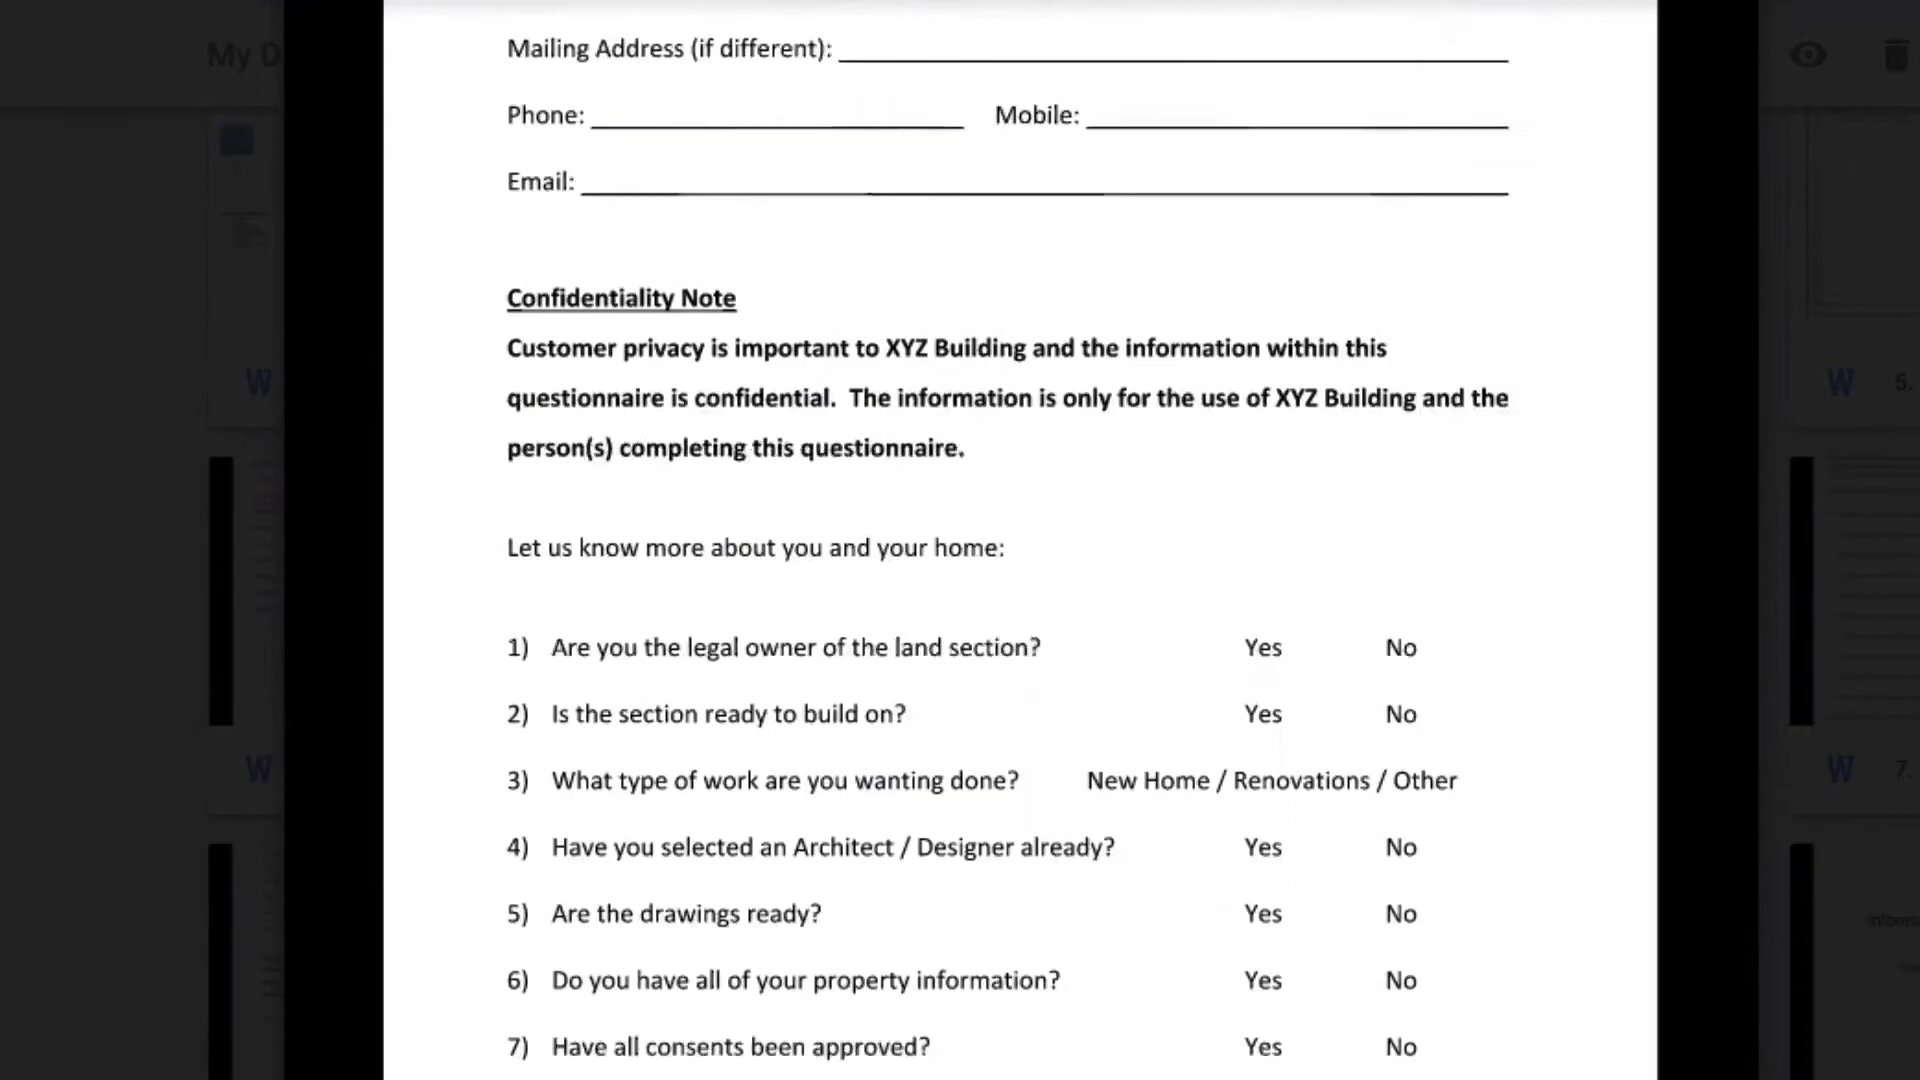 My D
Mailing Address (if different):
Phone: Mobile:
Email:
Confidentiality Note
Customer privacy is important to XYZ Building and the information within this
questionnaire is confidential.  The information is only for the use of XYZ Building and the
person(s) completing this questionnaire.
Let us know more about you and your home:
1) Are you the legal owner of the land section? Yes No
2) Is the section ready to build on? Yes No
3) What type of work are you wanting done? New Home / Renovations / Other
4) Have you selected an Architect / Designer already? Yes No
5) Are the drawings ready? Yes No
6) Do you have all of your property information? Yes No
7) Have all consents been approved? Yes No
W
W 5.
W
W 7.